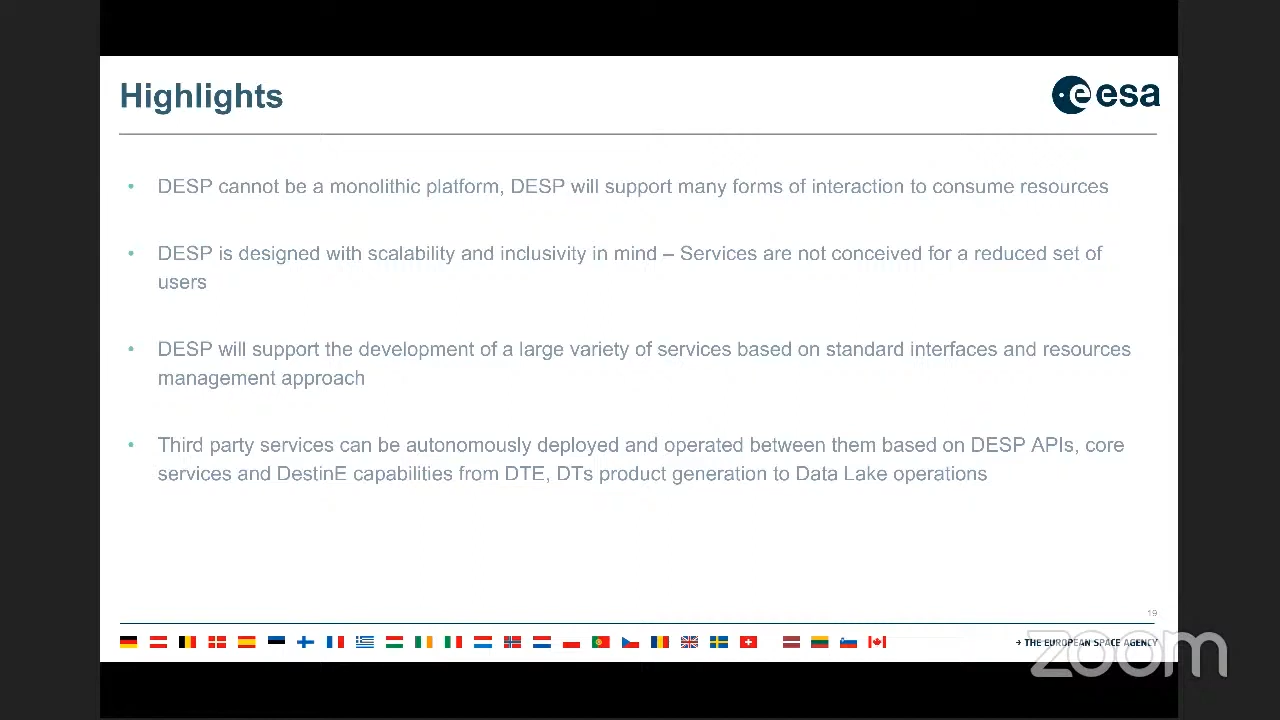 Highlights
esa
• DESP cannot be a monolithic platform, DESP will support many forms of interaction to consume resources
• DESP is designed with scalability and inclusivity in mind – Services are not conceived for a reduced set of
users
• DESP will support the development of a large variety of services based on standard interfaces and resources
management approach
• Third party services can be autonomously deployed and operated between them based on DESP APIs, core
services and DestinE capabilities from DTE, DTs product generation to Data Lake operations
19
→ THE EUROPEAN SPACE AGENCY
zoom